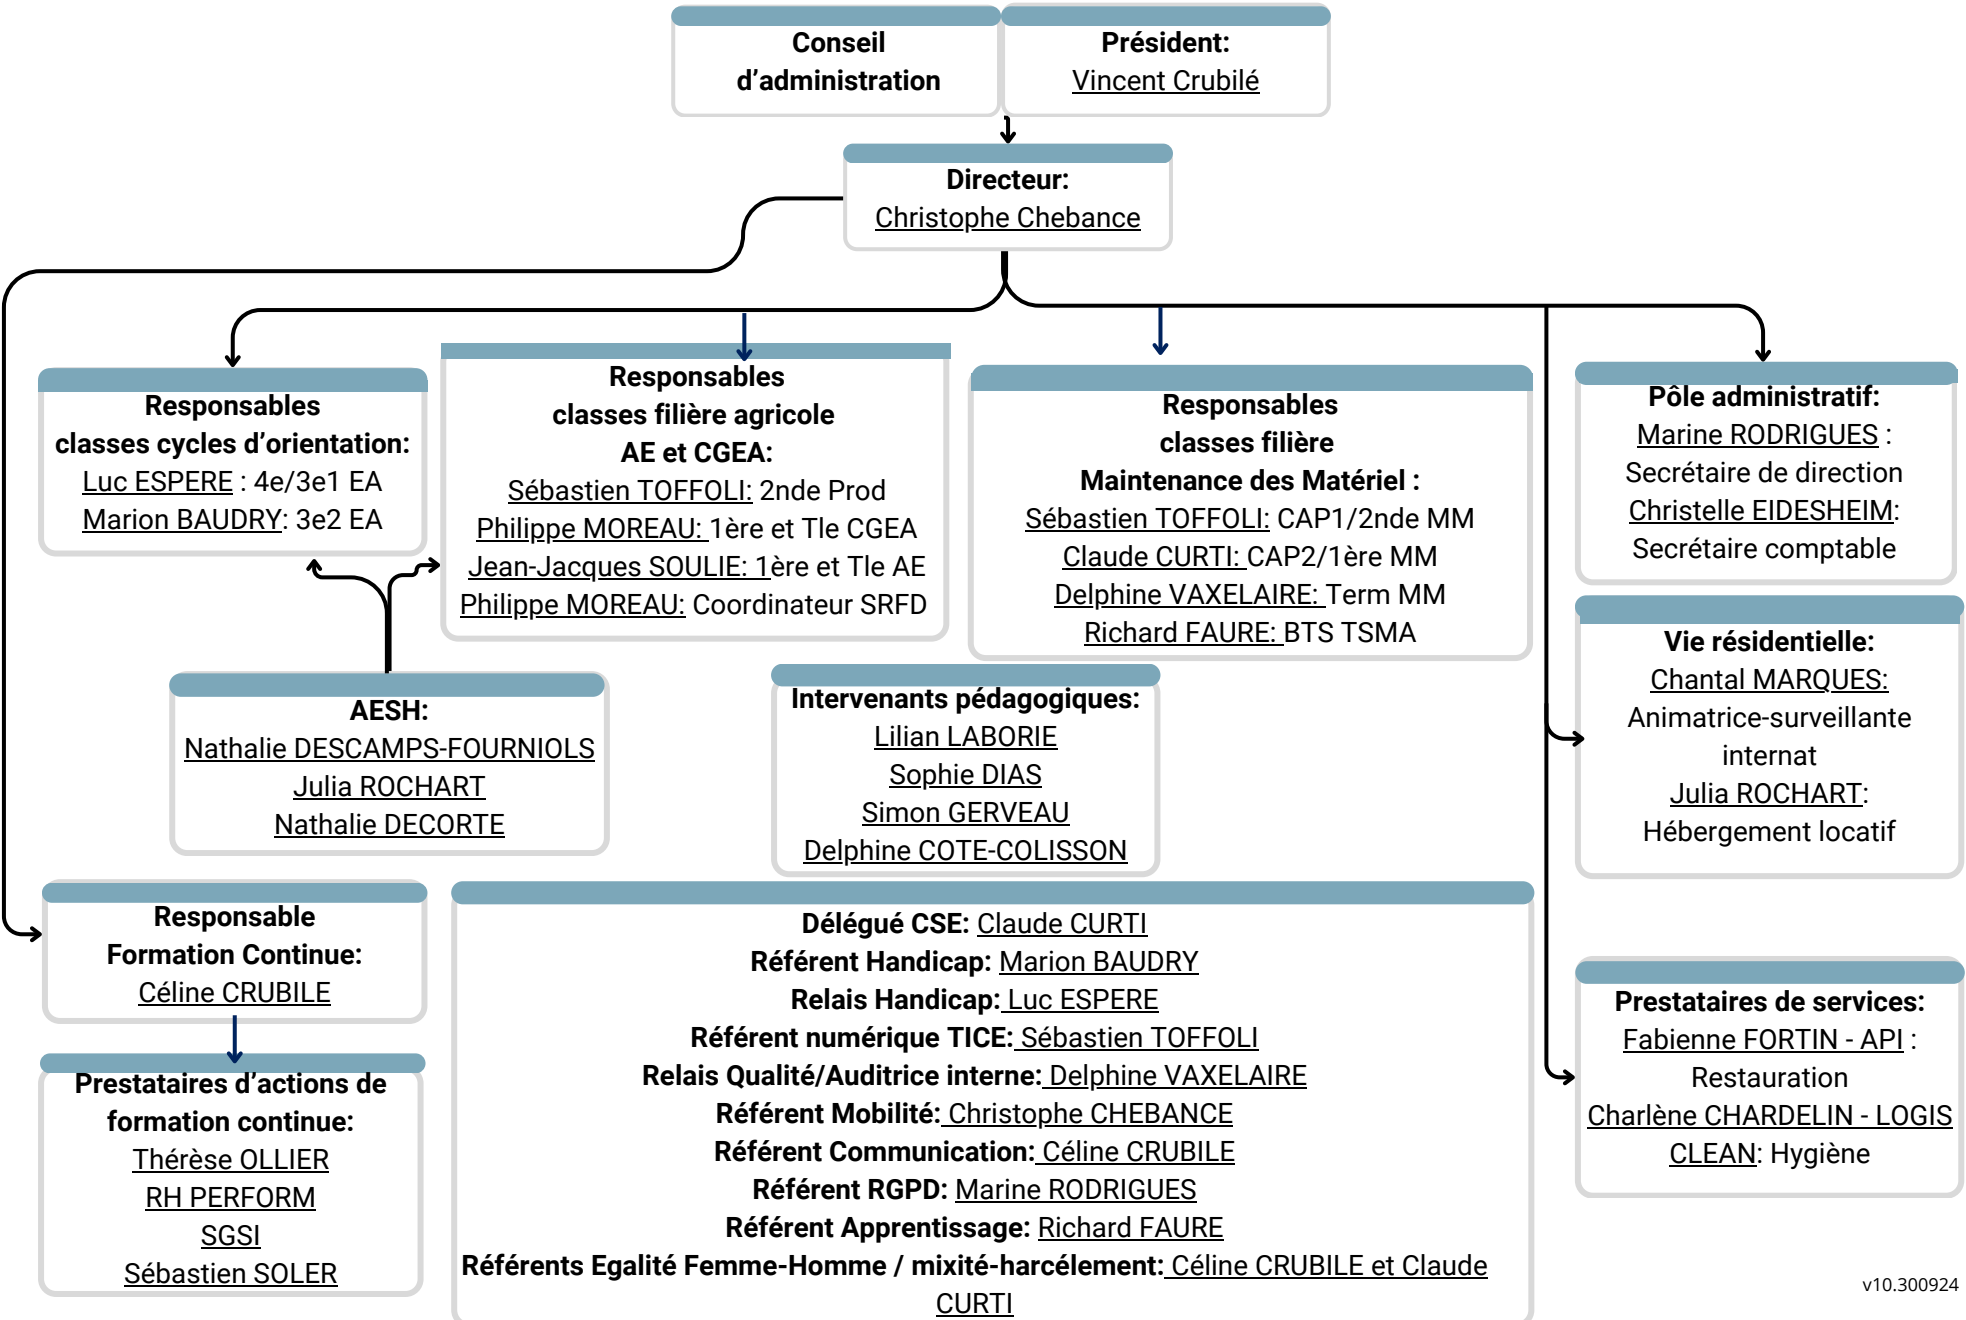 Conseil
d'administration
Président:
Vincent Crubilé
Directeur:
Christophe Chebance
Responsables
classes cycles d'orientation:
Luc ESPERE : 4e/3e1 EA
Marion BAUDRY: 3e2 EA
Responsables
classes filière agricole
AE et CGEA:
Sébastien TOFFOLI: 2nde Prod
Philippe MOREAU: 1ère et Tle CGEA
Jean-Jacques SOULIE: 1ère et Tle AE
Philippe MOREAU: Coordinateur SRFD
Responsables
classes filière
Maintenance des Matériel :
Sébastien TOFFOLI: CAP1/2nde MM
Claude CURTI: CAP2/1ère MM
Delphine VAXELAIRE: Term MM
Richard FAURE: BTS TSMA
Pôle administratif:
Marine RODRIGUES :
Secrétaire de direction
Christelle EIDESHEIM:
Secrétaire comptable
Vie résidentielle:
Chantal MARQUES:
Animatrice-surveillante
internat
Julia ROCHART:
Hébergement locatif
AESH:
Nathalie DESCAMPS-FOURNIOLS
Julia ROCHART
Nathalie DECORTE
Intervenants pédagogiques:
Lilian LABORIE
Sophie DIAS
Simon GERVEAU
Delphine COTE-COLISSON
Responsable
Formation Continue:
Céline CRUBILE
Prestataires d'actions de
formation continue:
Thérèse OLLIER
RH PERFORM
SGSI
Sébastien SOLER
Délégué CSE: Claude CURTI
Référent Handicap: Marion BAUDRY
Relais Handicap: Luc ESPERE
Référent numérique TICE: Sébastien TOFFOLI
Relais Qualité/Auditrice interne: Delphine VAXELAIRE
Référent Mobilité: Christophe CHEBANCE
Référent Communication: Céline CRUBILE
Référent RGPD: Marine RODRIGUES
Référent Apprentissage: Richard FAURE
Référents Egalité Femme-Homme / mixité-harcélement: Céline CRUBILE et Claude
CURTI
Prestataires de services:
Fabienne FORTIN - API :
Restauration
Charlène CHARDELIN - LOGIS
CLEAN: Hygiène
v10.300924